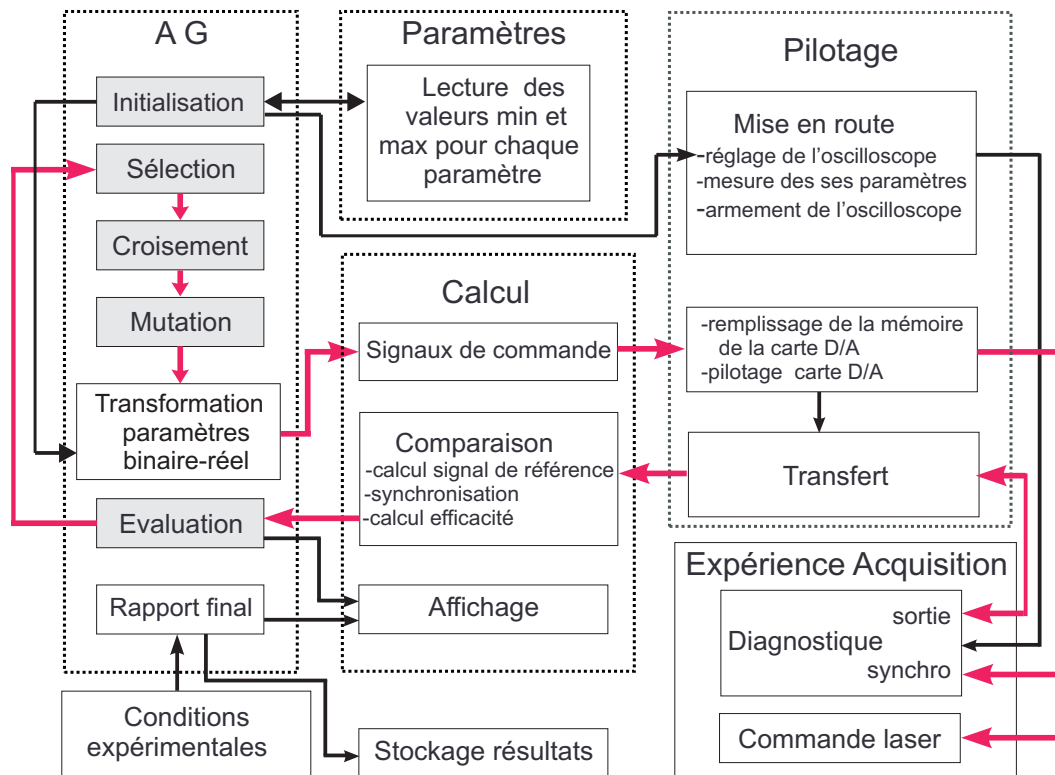 A G
Initialisation
Sélection
Croisement
Mutation
Transformation
paramètres
binaire-réel
Evaluation
Rapport final
Conditions
expérimentales
Paramètres
Lecture des
valeurs min et
max pour chaque
paramètre
Calcul
Signaux de commande
Comparaison
-calcul signal de référence
-synchronisation
-calcul efficacité
Affichage
Stockage résultats
Pilotage
Mise en route
-réglage de l'oscilloscope
-mesure des ses paramètres
-armement de l'oscilloscope
-remplissage de la mémoire
de la carte D/A
-pilotage carte D/A
Transfert
Expérience Acquisition
sortie
Diagnostique
synchro
Commande laser